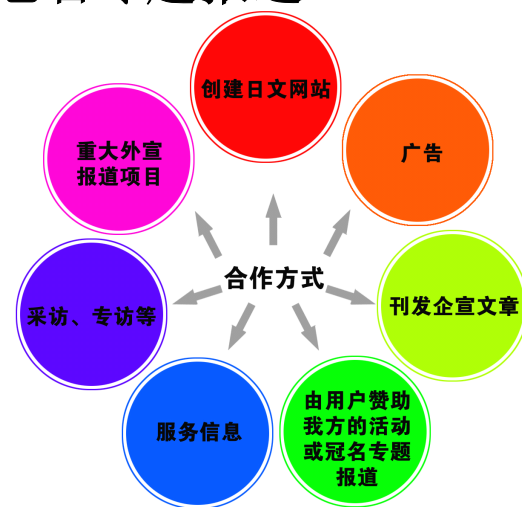 创建日文网站
广告
刊发企宣文章
由用户赞助
我方的活动
或冠名专题
报道
服务信息
采访、专访等
重大外宣
报道项目
合作方式